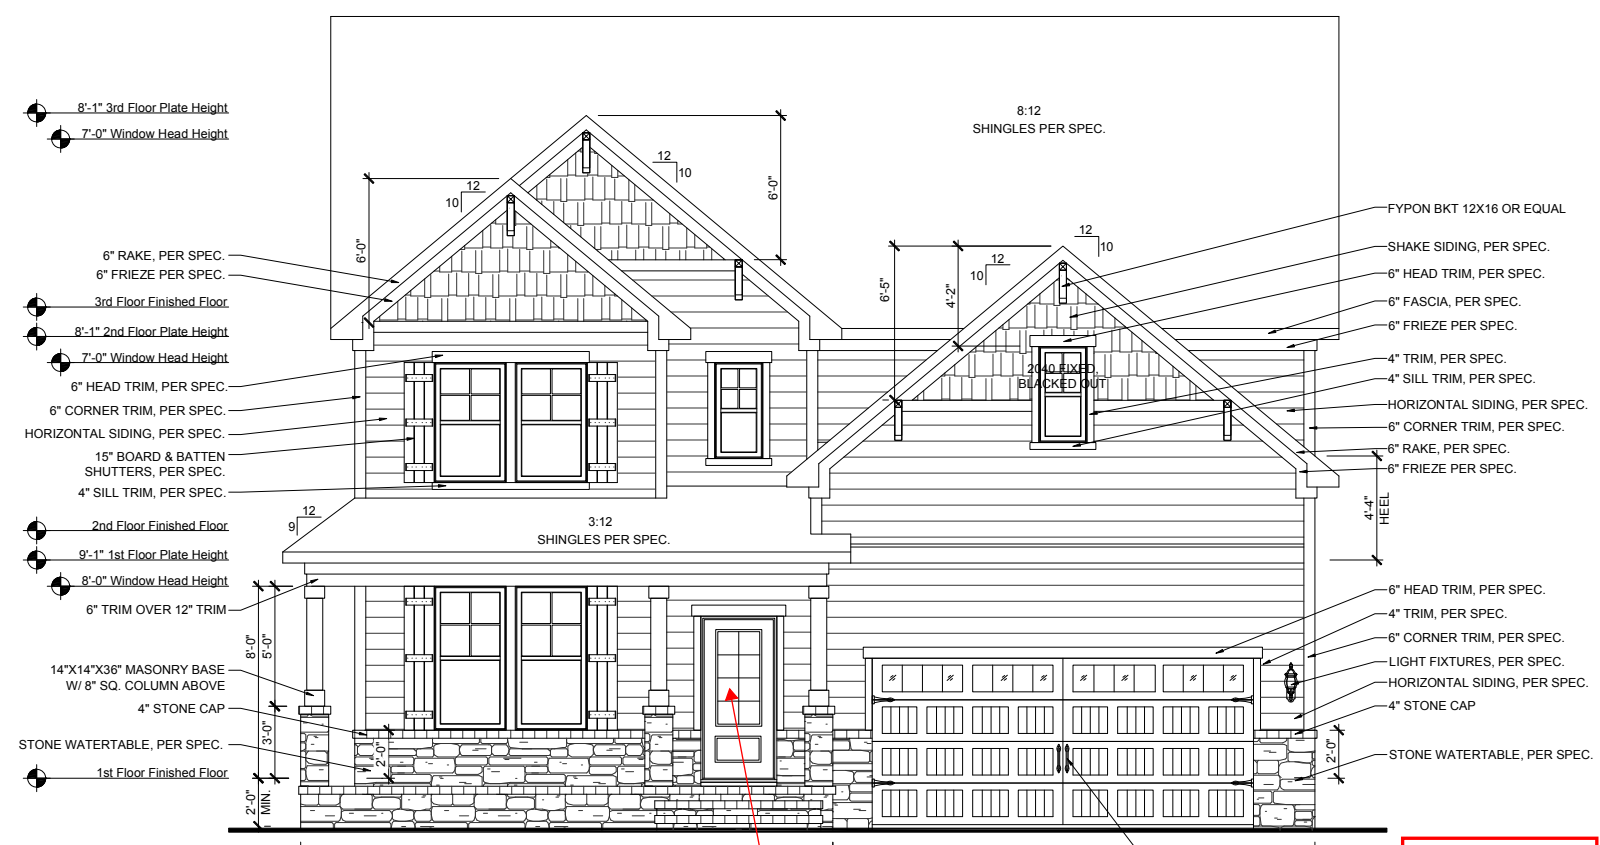 8:12
SHINGLES PER SPEC.
8'-1" 3rd Floor Plate Height
7'-0" Window Head Height
12
10
6'-0"
12
10
6'-0"
6" RAKE, PER SPEC.
6" FRIEZE PER SPEC.
3rd Floor Finished Floor
8'-1" 2nd Floor Plate Height
7'-0" Window Head Height
6" HEAD TRIM, PER SPEC.
6" CORNER TRIM, PER SPEC.
HORIZONTAL SIDING, PER SPEC.
15" BOARD & BATTEN
SHUTTERS, PER SPEC.
4" SILL TRIM, PER SPEC.
12
9
2nd Floor Finished Floor
9'-1" 1st Floor Plate Height
8'-0" Window Head Height
6" TRIM OVER 12" TRIM
3:12
SHINGLES PER SPEC.
8'-0"
5'-0"
14"X14"X36" MASONRY BASE
W/ 8" SQ. COLUMN ABOVE
4" STONE CAP
3'-0"
STONE WATERTABLE, PER SPEC.
2'-0"
1st Floor Finished Floor
2'-0"
MIN.
12
10
12
10
6'-5"
4'-2"
2040 FIXED,
BLACKED OUT
FYPON BKT 12X16 OR EQUAL
SHAKE SIDING, PER SPEC.
6" HEAD TRIM, PER SPEC.
6" FASCIA, PER SPEC.
6" FRIEZE PER SPEC.
4" TRIM, PER SPEC.
4" SILL TRIM, PER SPEC.
HORIZONTAL SIDING, PER SPEC.
6" CORNER TRIM, PER SPEC.
6" RAKE, PER SPEC.
6" FRIEZE PER SPEC.
4'-4"
HEEL
6" HEAD TRIM, PER SPEC.
4" TRIM, PER SPEC.
6" CORNER TRIM, PER SPEC.
LIGHT FIXTURES, PER SPEC.
HORIZONTAL SIDING, PER SPEC.
4" STONE CAP
2'-0"
STONE WATERTABLE, PER SPEC.